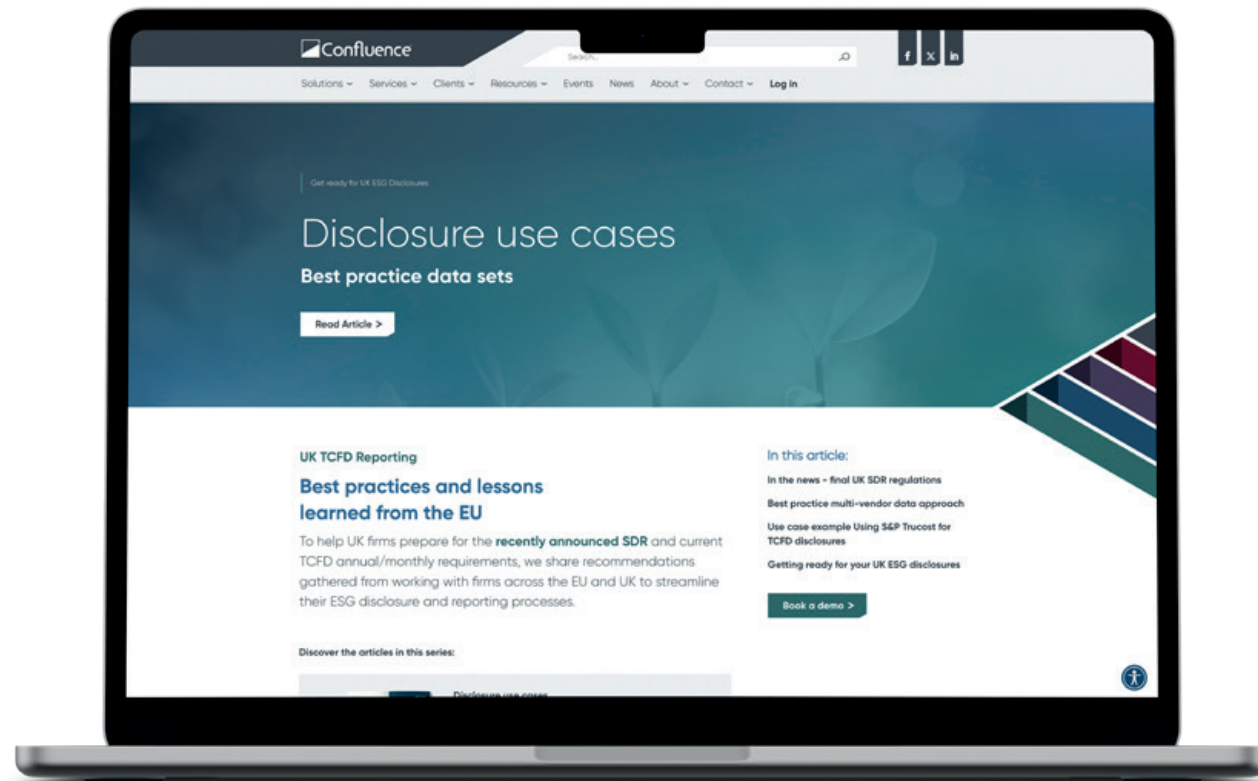 Confluence
Search...
f X in
Solutions Services Clients Resources Events News About Contact Log in
Get ready for UK ESG Disclosures
Disclosure use cases
Best practice data sets
Read Article >
UK TCFD Reporting
Best practices and lessons
learned from the EU
To help UK firms prepare for the recently announced SDR and current
TCFD annual/monthly requirements, we share recommendations
gathered from working with firms across the EU and UK to streamline
their ESG disclosure and reporting processes.
Discover the articles in this series:
Disclosure use cases
In this article:
In the news - final UK SDR regulations
Best practice multi-vendor data approach
Use case example Using S&P Trucost for
TCFD disclosures
Getting ready for your UK ESG disclosures
Book a demo >